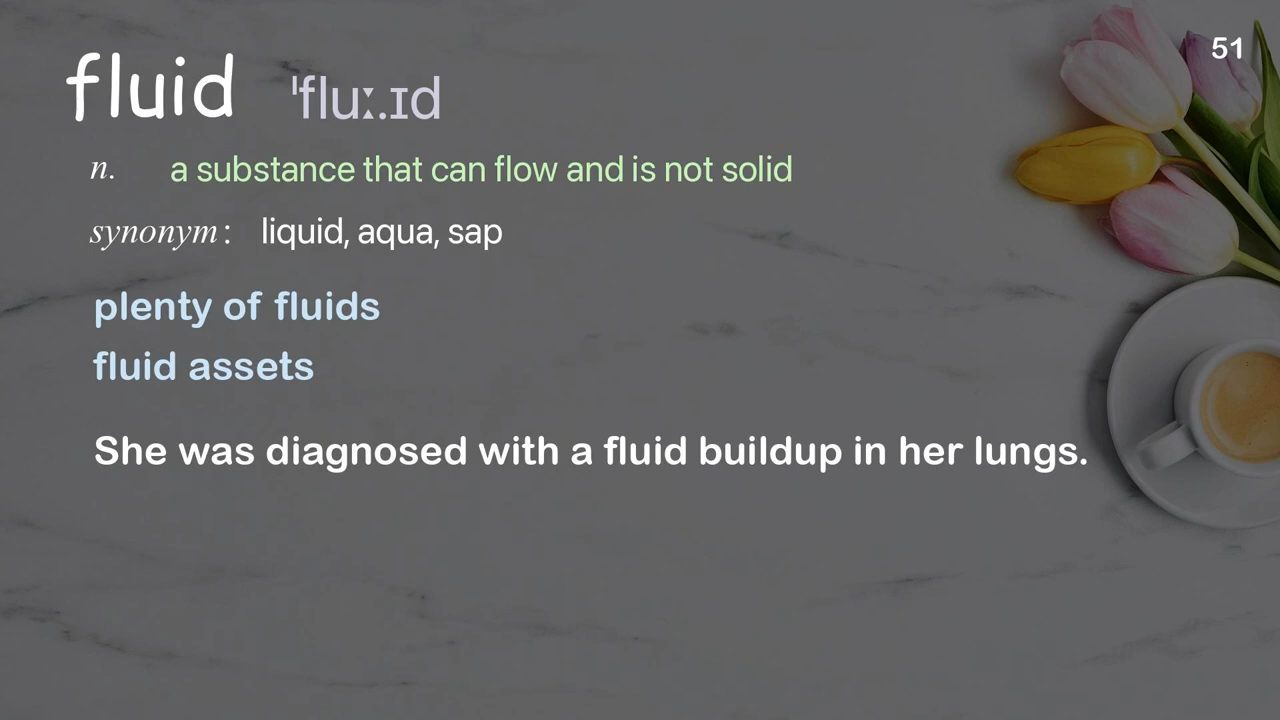 51
fluid ˈfluː.ɪd
n. a substance that can flow and is not solid
synonym: liquid, aqua, sap
plenty of fluids
fluid assets
She was diagnosed with a fluid buildup in her lungs.